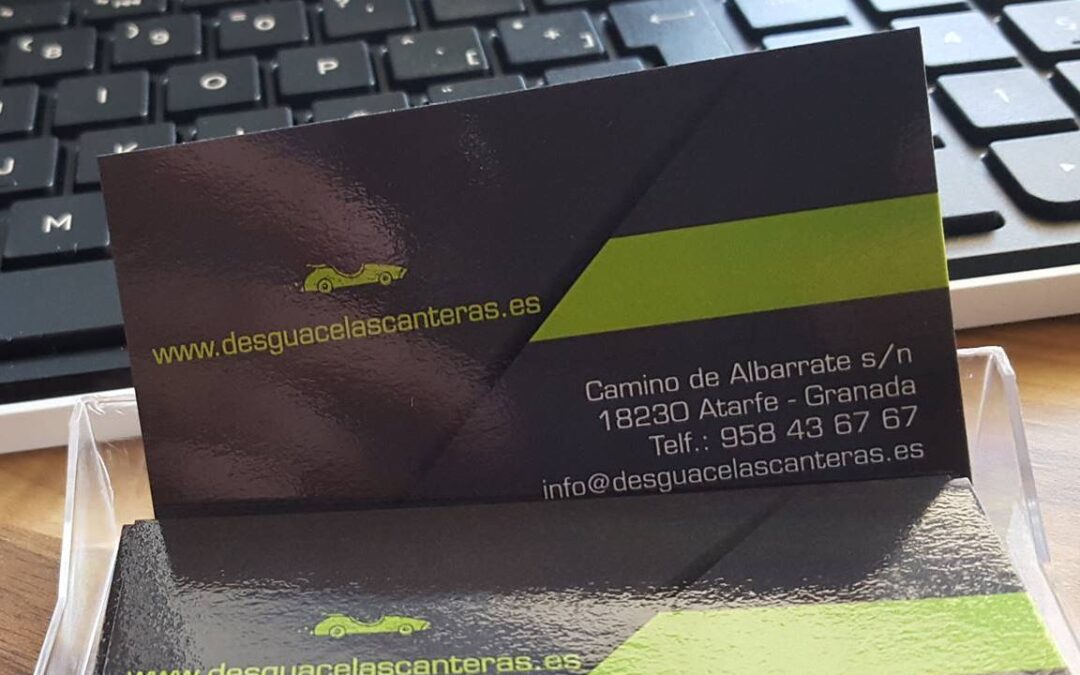 B 9 O
I O P E
U K
M
www.desguacelascanteras.es
Camino de Albarrate s/n
18230 Atarfe - Granada
Telf.: 958 43 67 67
info@desguacelascanteras.es
www.desguacelascanteras.es